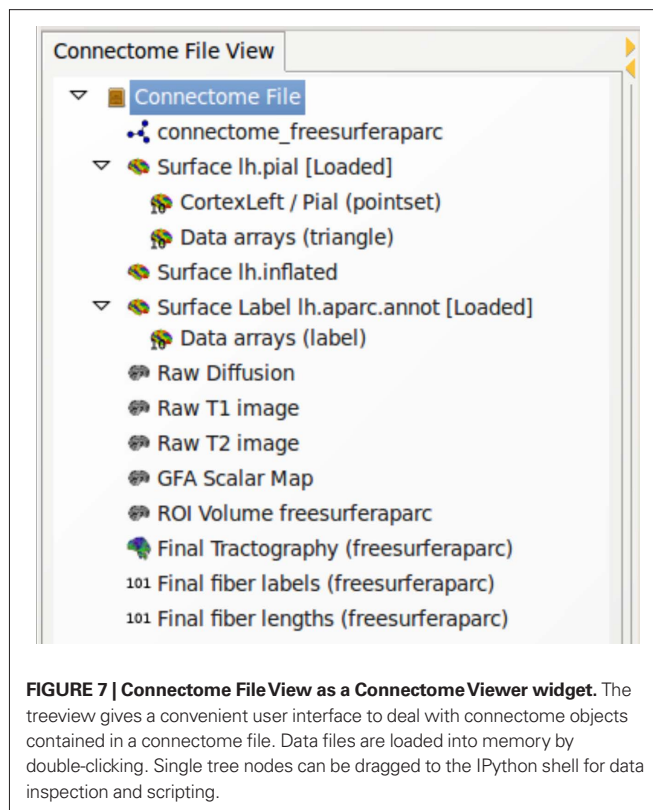 Connectome File View
Connectome File
connectome_freesurferaparc
Surface lh.pial [Loaded]
CortexLeft / Pial (pointset)
Data arrays (triangle)
Surface lh.inflated
Surface Label lh.aparc.annot [Loaded]
Data arrays (label)
Raw Diffusion
Raw T1 image
Raw T2 image
GFA Scalar Map
ROI Volume freesurferaparc
Final Tractography (freesurferaparc)
101 Final fiber labels (freesurferaparc)
101 Final fiber lengths (freesurferaparc)
FIGURE 7 | Connectome File View as a Connectome Viewer widget. The
treeview gives a convenient user interface to deal with connectome objects
contained in a connectome file. Data files are loaded into memory by
double-clicking. Single tree nodes can be dragged to the IPython shell for data
inspection and scripting.